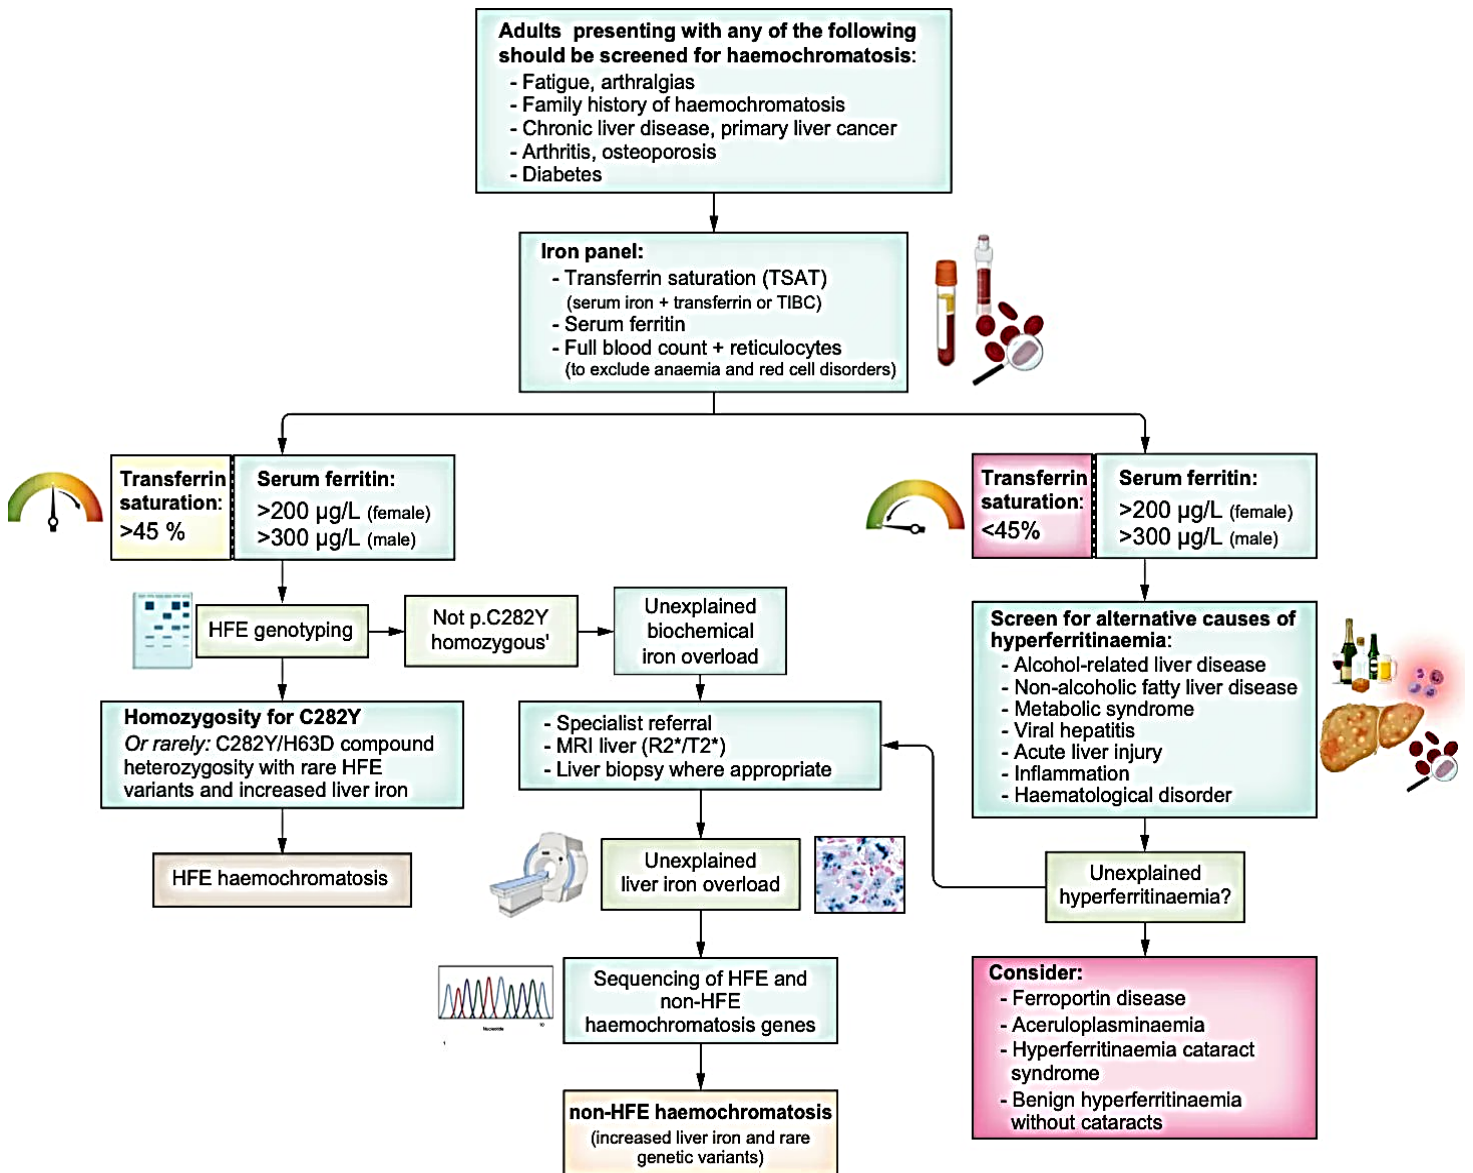 Adults presenting with any of the following
should be screened for haemochromatosis:
- Fatigue, arthralgias
- Family history of haemochromatosis
- Chronic liver disease, primary liver cancer
- Arthritis, osteoporosis
- Diabetes
Iron panel:
- Transferrin saturation (TSAT)
(serum iron + transferrin or TIBC)
- Serum ferritin
- Full blood count + reticulocytes
(to exclude anaemia and red cell disorders)
Transferrin
saturation:
>45 %
Serum ferritin:
>200 µg/L (female)
>300 µg/L (male)
Transferrin
saturation:
<45%
Serum ferritin:
>200 µg/L (female)
>300 µg/L (male)
HFE genotyping
Not p.C282Y
homozygous'
Unexplained
biochemical
iron overload
Screen for alternative causes of
hyperferritinaemia:
- Alcohol-related liver disease
- Non-alcoholic fatty liver disease
- Metabolic syndrome
- Viral hepatitis
- Acute liver injury
- Inflammation
- Haematological disorder
Homozygosity for C282Y
Or rarely: C282Y/H63D compound
heterozygosity with rare HFE
variants and increased liver iron
- Specialist referral
- MRI liver (R2*/T2*)
- Liver biopsy where appropriate
HFE haemochromatosis
Unexplained
liver iron overload
Unexplained
hyperferritinaemia?
Sequencing of HFE and
non-HFE
haemochromatosis genes
Nucleotide
10
1
Consider:
- Ferroportin disease
- Aceruloplasminaemia
- Hyperferritinaemia cataract
syndrome
- Benign hyperferritinaemia
without cataracts
non-HFE haemochromatosis
(increased liver iron and rare
genetic variants)